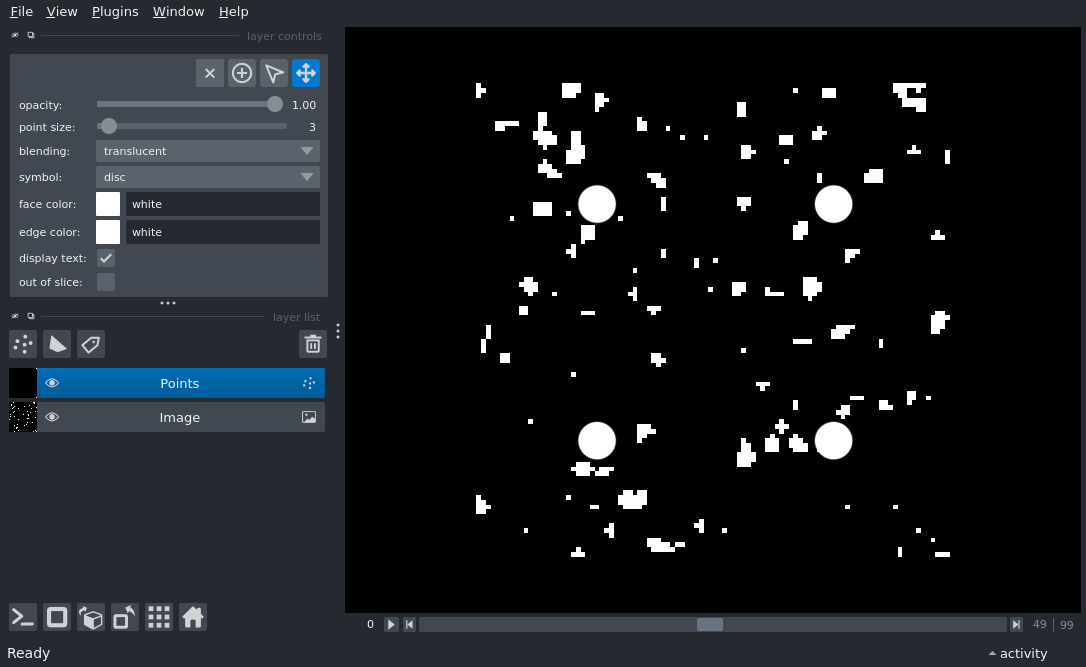 File View Plugins Window Help
layer controls
opacity: 1.00
point size: 3
blending: translucent
symbol: disc
face color: white
edge color: white
display text:
out of slice:
layer list
Points
Image
0 49 | 99
Ready activity